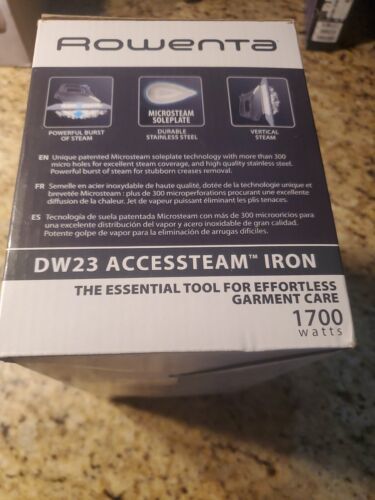 Rowenta
POWERFUL BURST
OF STEAM
MICROSTEAM
SOLEPLATE
DURABLE
STAINLESS STEEL
VERTICAL
STEAM
EN Unique patented Microsteam soleplate technology with more than 300
micro holes for excellent steam coverage, and high quality stainless steel.
Powerful burst of steam for stubborn creases removal.
FR Semelle en acier inoxydable de haute qualité, dotée de la technologie unique et
brevetée Microsteam : plus de 300 microperforations procurant une excellente
diffusion de la chaleur. Jet de vapeur puissant éliminant les plis tenaces.
ES Tecnología de suela patentada Microsteam con más de 300 microoricios para
una excelente distribución del vapor y acero inoxidable de gran calidad.
Potente golpe de vapor para la eliminación de arrugas difíciles.
DW23 ACCESSTEAM™ IRON
THE ESSENTIAL TOOL FOR EFFORTLESS
GARMENT CARE
1700
watts